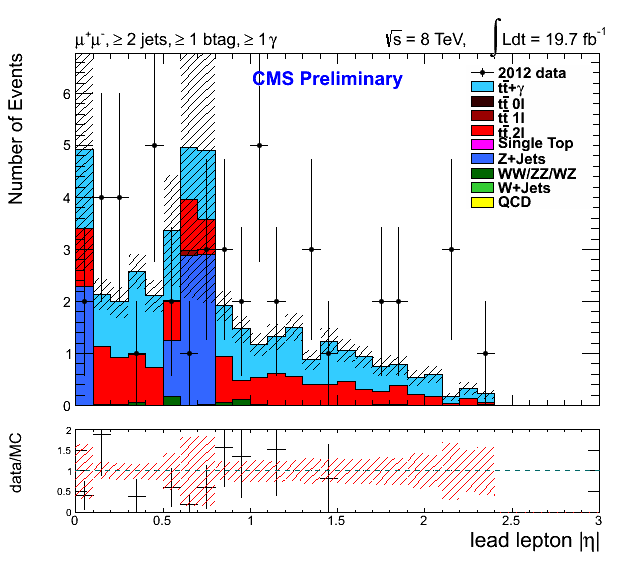 μ⁺μ⁻, ≥ 2 jets, ≥ 1 btag, ≥ 1 γ
√s = 8 TeV, ∫ Ldt = 19.7 fb⁻¹
CMS Preliminary
2012 data
tt̄+γ
tt̄ 0l
tt̄ 1l
tt̄ 2l
Single Top
Z+Jets
WW/ZZ/WZ
W+Jets
QCD
Number of Events
6
5
4
3
2
1
0
data/MC
2
1.5
1
0.5
0
0 0.5 1 1.5 2 2.5 3
lead lepton |η|